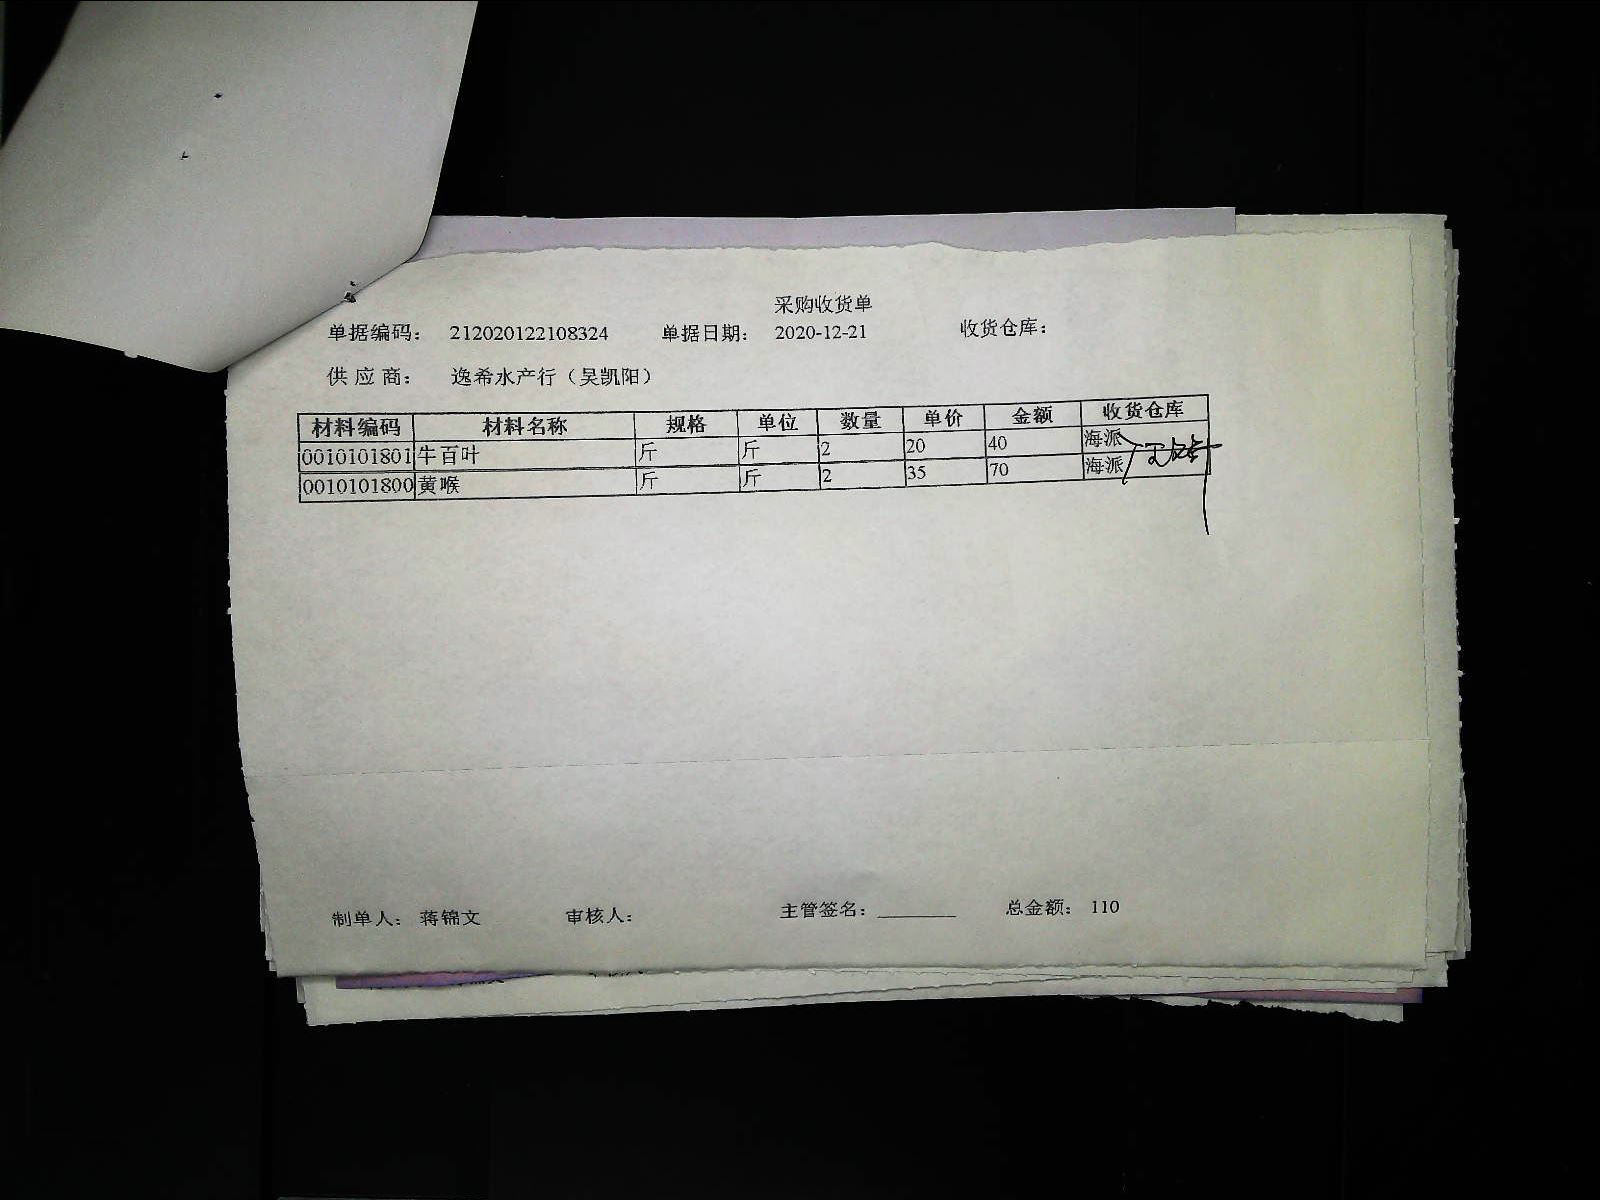 采购收货单
单据编码： 212020122108324 单据日期： 2020-12-21 收货仓库：
供应商： 逸希水产行（吴凯阳）
材料编码 材料名称 规格 单位 数量 单价 金额 收货仓库
0010101801 牛百叶 斤 斤 2 20 40 海派
0010101800 黄喉 斤 斤 2 35 70 海派
制单人： 蒋锦文 审核人： 主管签名：________ 总金额： 110